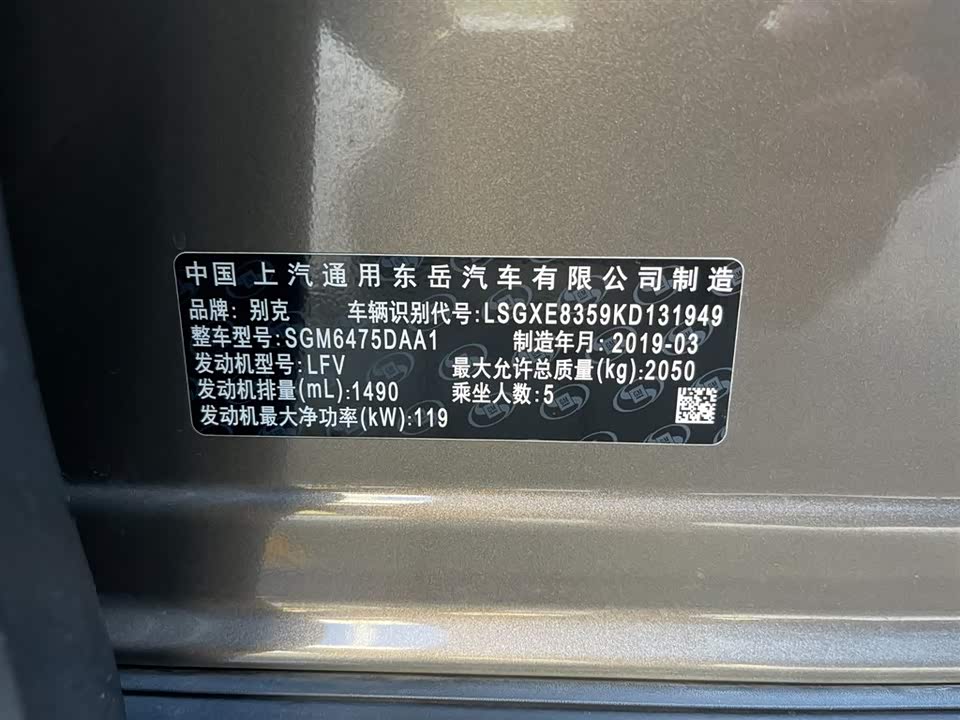 中国 上汽通用东岳汽车有限公司制造
品牌: 别克 车辆识别代号:LSGXE8359KD131949
整车型号:SGM6475DAA1 制造年月: 2019-03
发动机型号:LFV 最大允许总质量(kg):2050
发动机排量(mL):1490 乘坐人数:5
发动机最大净功率(kW):119